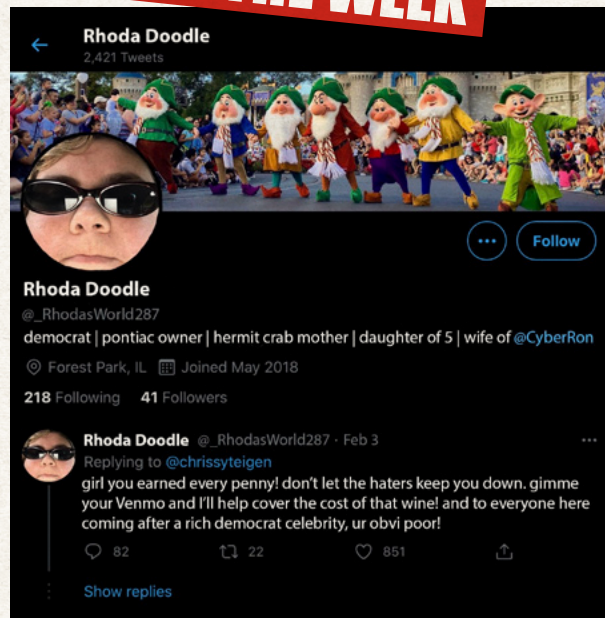 THE WEEK
Rhoda Doodle
2,421 Tweets
Follow
Rhoda Doodle
@_RhodasWorld287
democrat | pontiac owner | hermit crab mother | daughter of 5 | wife of @CyberRon
Forest Park, IL Joined May 2018
218 Following 41 Followers
Rhoda Doodle @_RhodasWorld287 · Feb 3
Replying to @chrissyteigen
girl you earned every penny! don't let the haters keep you down. gimme
your Venmo and I'll help cover the cost of that wine! and to everyone here
coming after a rich democrat celebrity, ur obvi poor!
82 22 851
Show replies